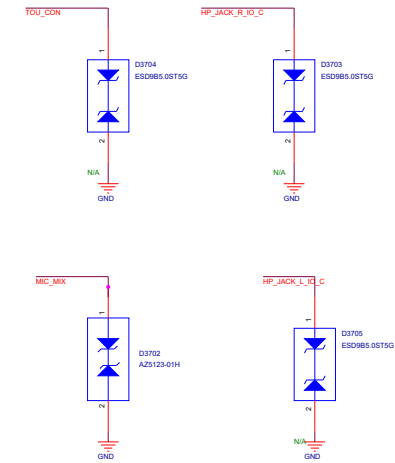 TOU_CON
HP_JACK_R_IO_C
1
D3704
ESD9B5.0ST5G
2
N/A
GND
1
D3703
ESD9B5.0ST5G
2
N/A
GND
MIC_MIX
HP_JACK_L_IO_C
1
D3702
AZ5123-01H
2
GND
1
D3705
ESD9B5.0ST5G
2
N/A
GND